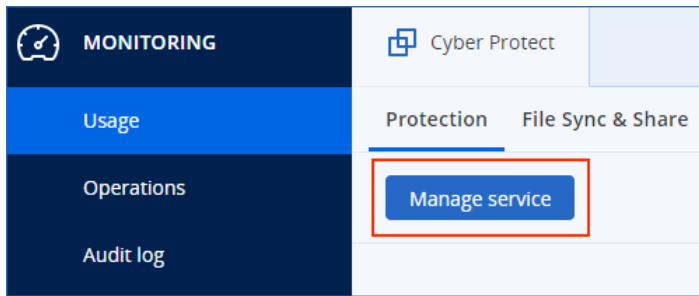 MONITORING
Cyber Protect
Usage
Protection
File Sync & Share
Operations
Manage service
Audit log